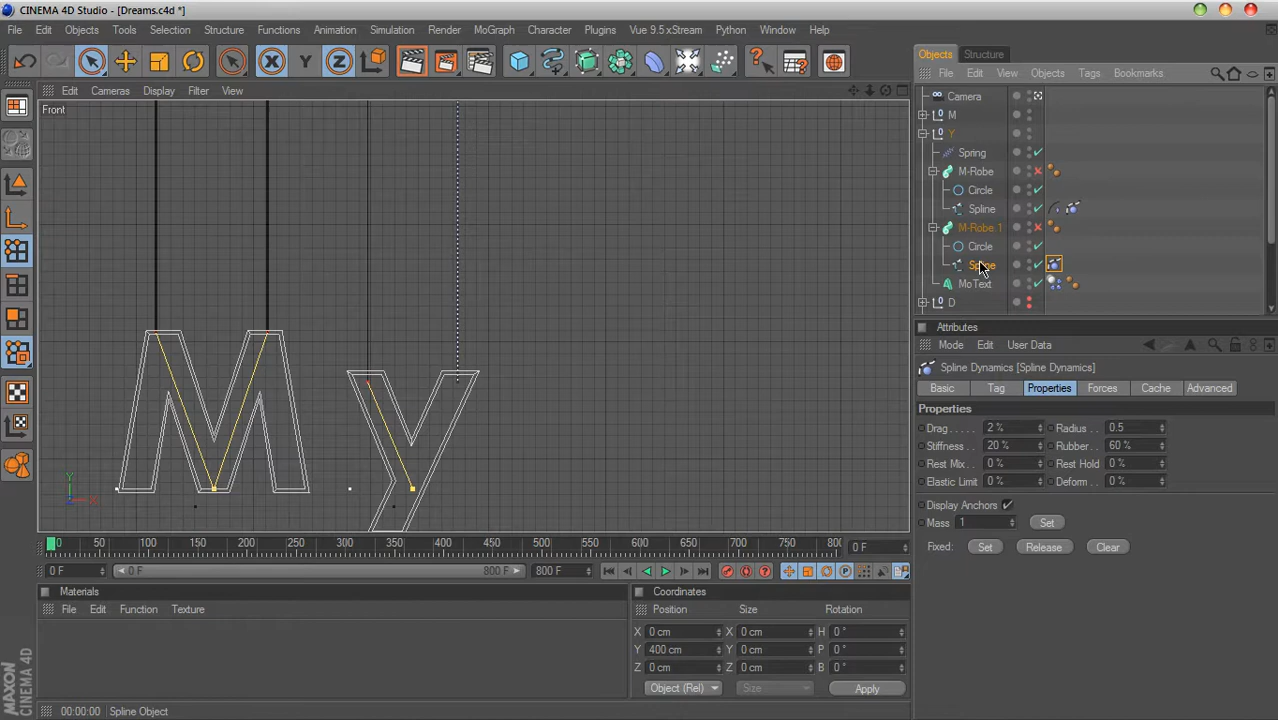 CINEMA 4D Studio - [Dreams.c4d *]
File Edit Objects Tools Selection Structure Functions Animation Simulation Render MoGraph Character Plugins Vue 9.5 xStream Python Window Help
X Y Z
Objects Structure
File Edit View Objects Tags Bookmarks
Edit Cameras Display Filter View
Front
Camera
M
Y
Spring
M-Robe
Circle
Spline
M-Robe.1
Circle
Spline
MoText
D
Attributes
Mode Edit User Data
Spline Dynamics [Spline Dynamics]
Basic Tag Properties Forces Cache Advanced
Properties
Drag . . . . . 2 % Radius . . 0.5
Stiffness . . 20 % Rubber . . 60 %
Rest Mix . . 0 % Rest Hold 0 %
Elastic Limit 0 % Deform . . 0 %
Display Anchors
Mass 1 Set
Fixed: Set Release Clear
Y
X
0 50 100 150 200 250 300 350 400 450 500 550 600 650 700 750 80 0 F
0 F 0 F 800 F 800 F
Materials
File Edit Function Texture
Coordinates
Position Size Rotation
X 0 cm X 0 cm H 0 °
Y 400 cm Y 0 cm P 0 °
Z 0 cm Z 0 cm B 0 °
Object (Rel) Size Apply
MAXON CINEMA 4D
00:00:00 Spline Object